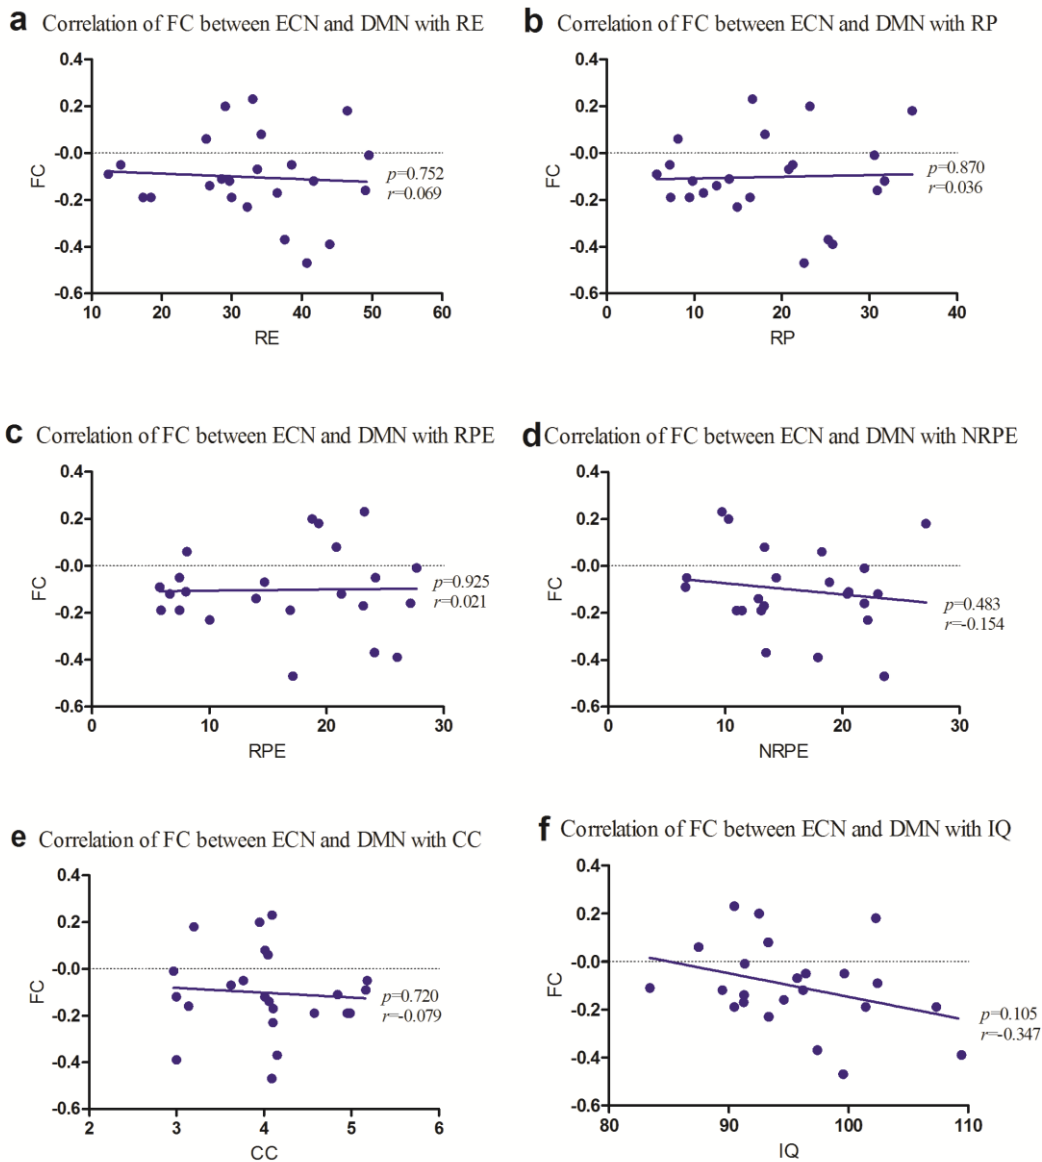 a Correlation of FC between ECN and DMN with RE
0.4
0.2
-0.0
-0.2
-0.4
-0.6
FC
p=0.752
r=0.069
10 20 30 40 50 60
RE
b Correlation of FC between ECN and DMN with RP
0.4
0.2
-0.0
-0.2
-0.4
-0.6
FC
p=0.870
r=0.036
0 10 20 30 40
RP
c Correlation of FC between ECN and DMN with RPE
0.4
0.2
-0.0
-0.2
-0.4
-0.6
FC
p=0.925
r=0.021
0 10 20 30
RPE
d Correlation of FC between ECN and DMN with NRPE
0.4
0.2
-0.0
-0.2
-0.4
-0.6
FC
p=0.483
r=-0.154
0 10 20 30
NRPE
e Correlation of FC between ECN and DMN with CC
0.4
0.2
-0.0
-0.2
-0.4
-0.6
FC
p=0.720
r=-0.079
2 3 4 5 6
CC
f Correlation of FC between ECN and DMN with IQ
0.4
0.2
-0.0
-0.2
-0.4
-0.6
FC
p=0.105
r=-0.347
80 90 100 110
IQ